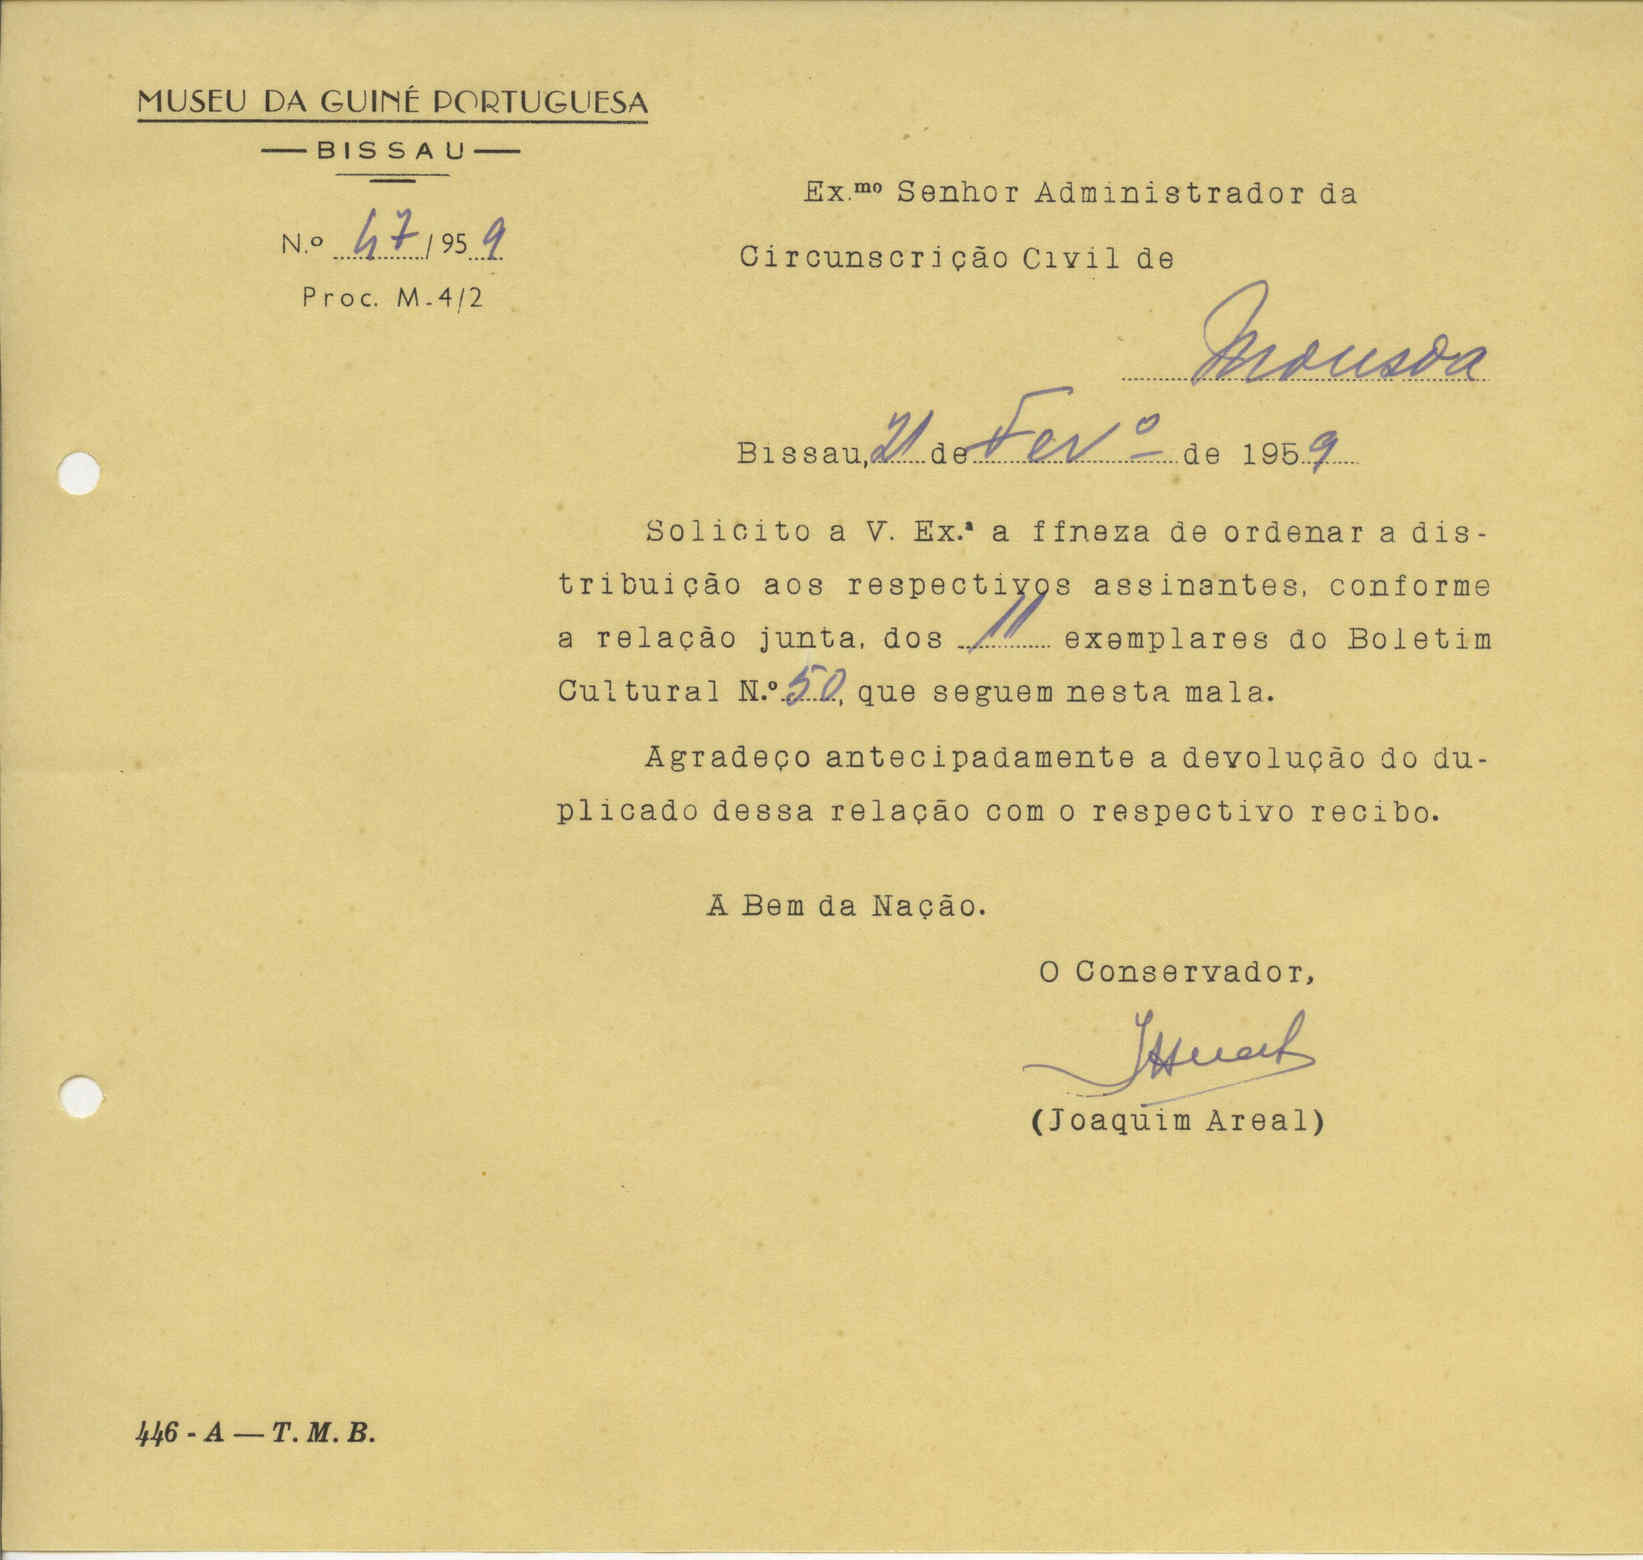 MUSEU DA GUINÉ PORTUGUESA
— BISSAU —
N.º 47/1959
Proc. M-4/2
Ex.mo Senhor Administrador da
Circunscrição Civil de
Mansoa
Bissau, 21 de Fevº de 1959
Solicito a V. Ex.ª a ffneza de ordenar a dis-
tribuição aos respectivos assinantes, conforme
a relação junta, dos 11 exemplares do Boletim
Cultural N.º 50, que seguem nesta mala.
Agradeço antecipadamente a devolução do du-
plicado dessa relação com o respectivo recibo.
A Bem da Nação.
O Conservador,
(Joaquim Areal)
446 - A — T. M. B.